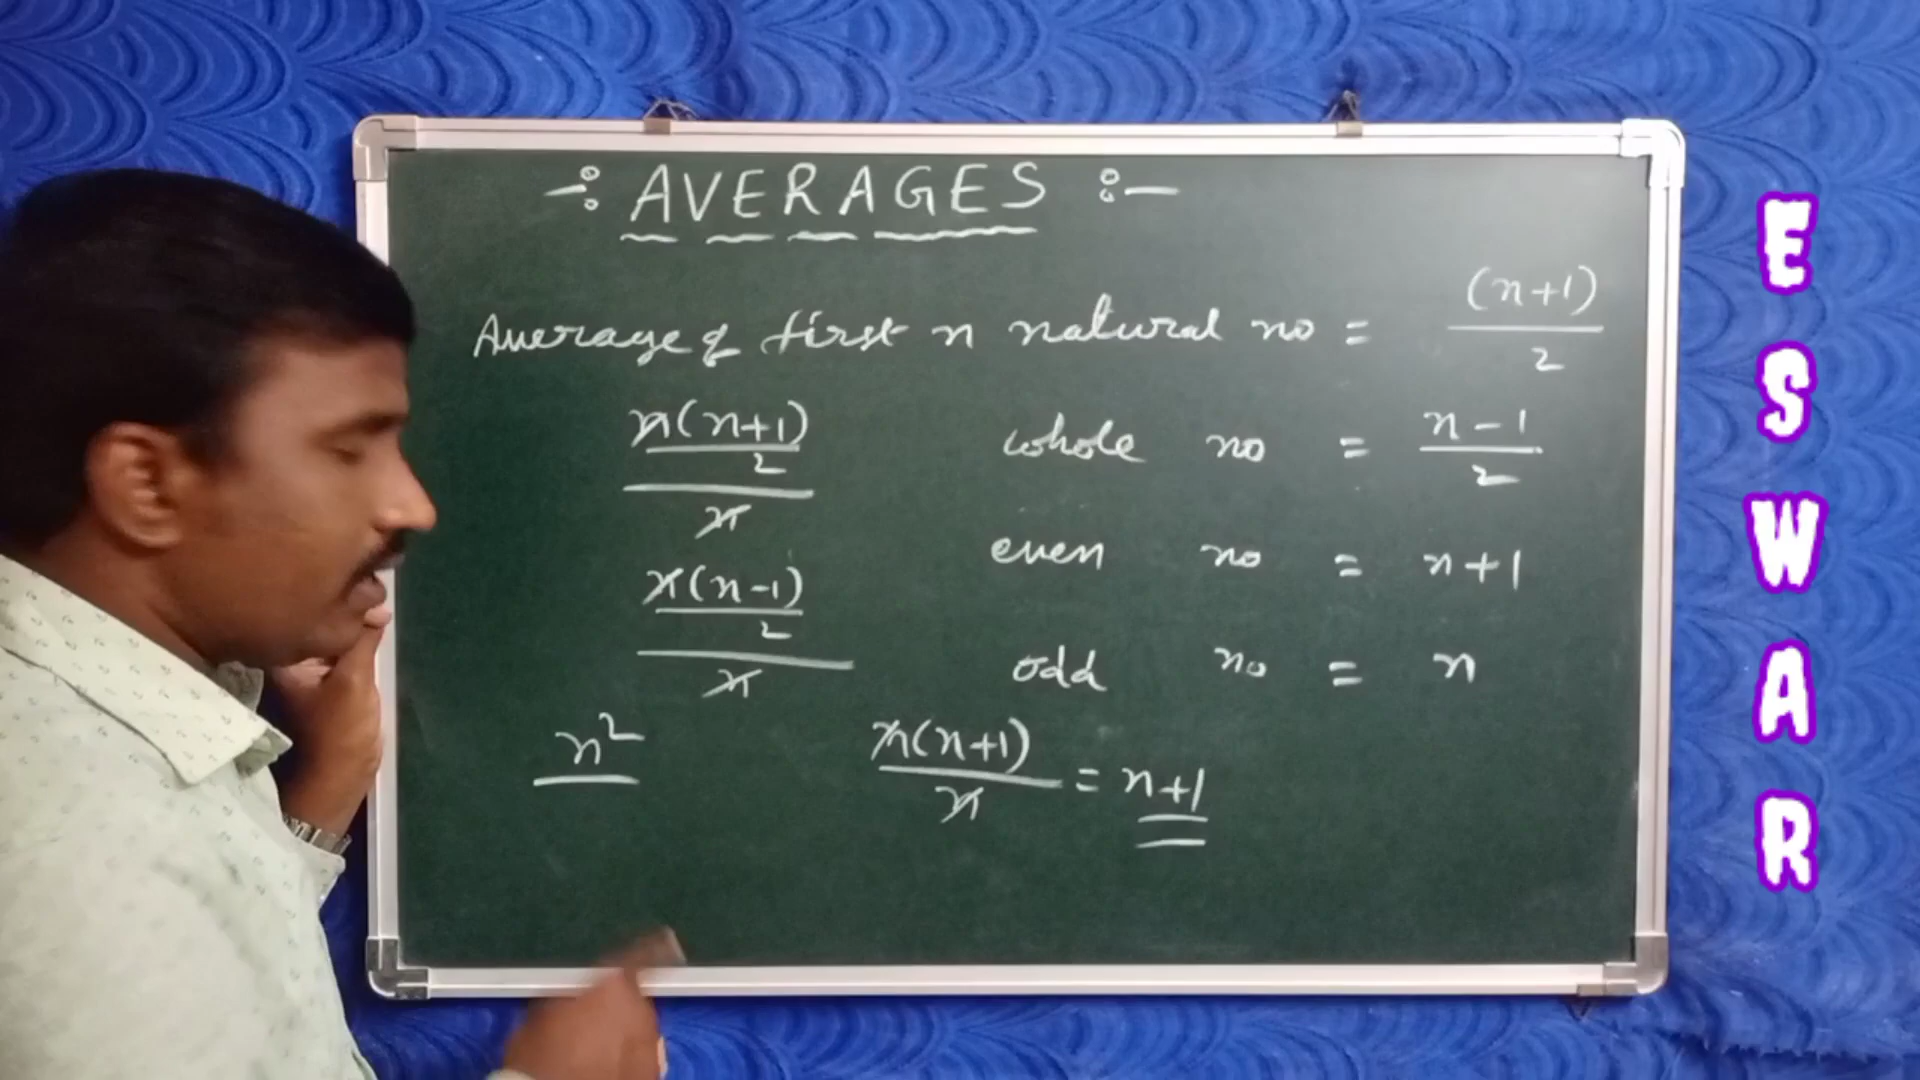 -: AVERAGES :-
Average of first n natural no = (n+1)/2
n(n+1)/2/n
whole no = n-1/2
n(n-1)/2/n
even no = n+1
odd no = n
n²
n(n+1)/n = n+1
ESWAR